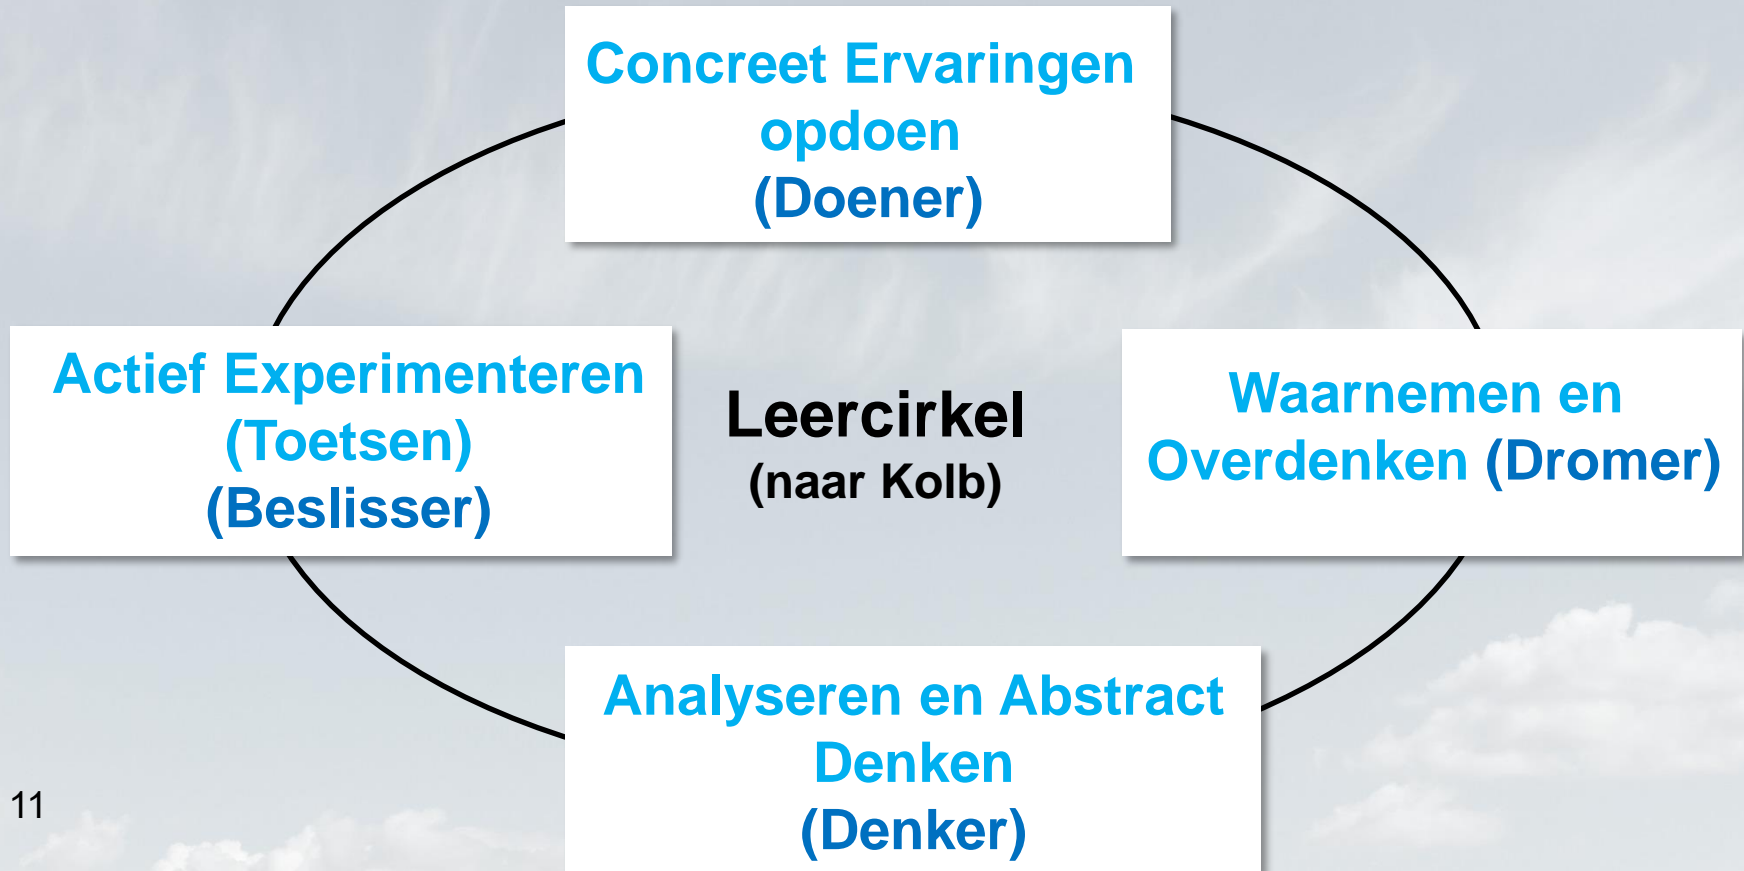 Concreet Ervaringen
opdoen
(Doener)
Actief Experimenteren
(Toetsen)
(Beslisser)
Leercirkel
(naar Kolb)
Waarnemen en
Overdenken (Dromer)
Analyseren en Abstract
Denken
(Denker)
11